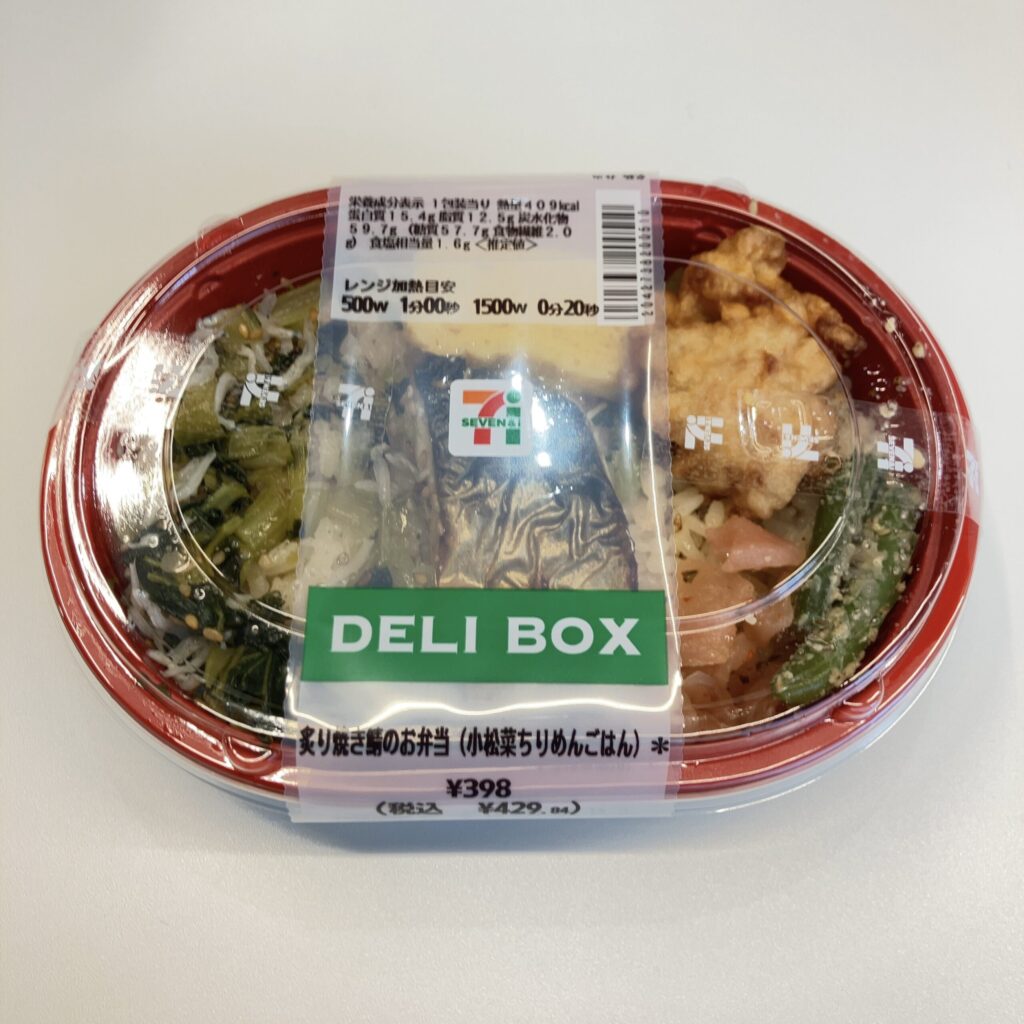 栄養成分表示 1包装当り 熱量409kcal
蛋白質15.4g 脂質12.5g 炭水化物
59.7g (糖質57.7g 食物繊維2.0
g) 食塩相当量1.6g <推定値>
レンジ加熱目安
500W 1分00秒 1500W 0分20秒
SEVEN&i
DELI BOX
炙り焼き鯖のお弁当(小松菜ちりめんごはん)*
¥398
(税込 ¥429.84)